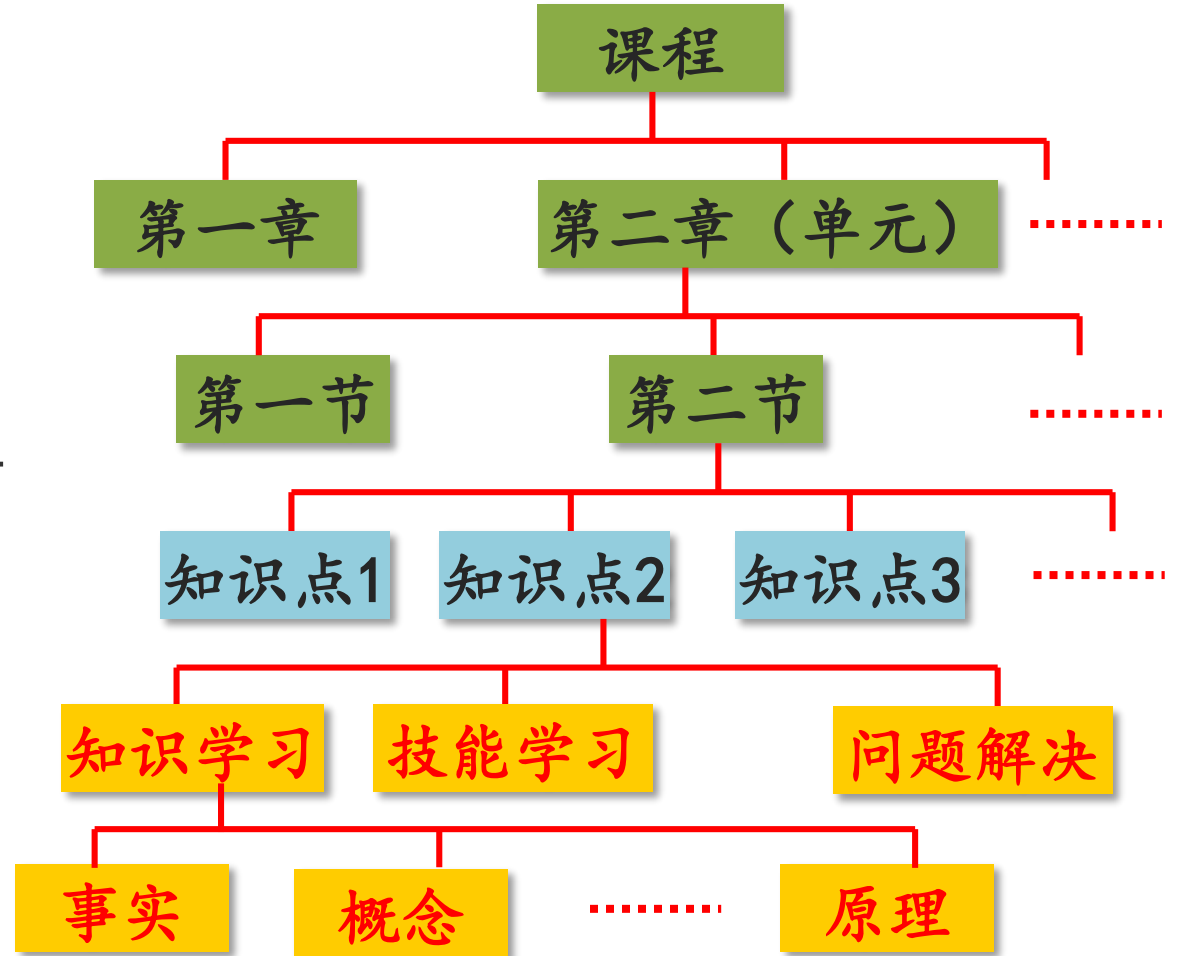 课程
第一章
第二章（单元）
第一节
第二节
知识点1
知识点2
知识点3
知识学习
技能学习
问题解决
事实
概念
原理